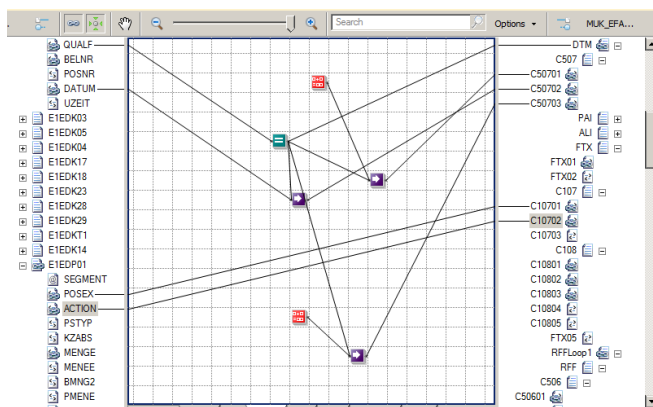 Search
Options
MUK_EFA...
QUALF
BELNR
POSNR
DATUM
UZEIT
E1EDK03
E1EDK05
E1EDK04
E1EDK17
E1EDK18
E1EDK23
E1EDK28
E1EDK29
E1EDKT1
E1EDK14
E1EDP01
SEGMENT
POSEX
ACTION
PSTYP
KZABS
MENGE
MENEE
BMNG2
PMENE
DTM
C507
C50701
C50702
C50703
PAI
ALI
FTX
FTX01
FTX02
C107
C10701
C10702
C10703
C108
C10801
C10802
C10803
C10804
C10805
FTX05
RFFLoop1
RFF
C506
C50601